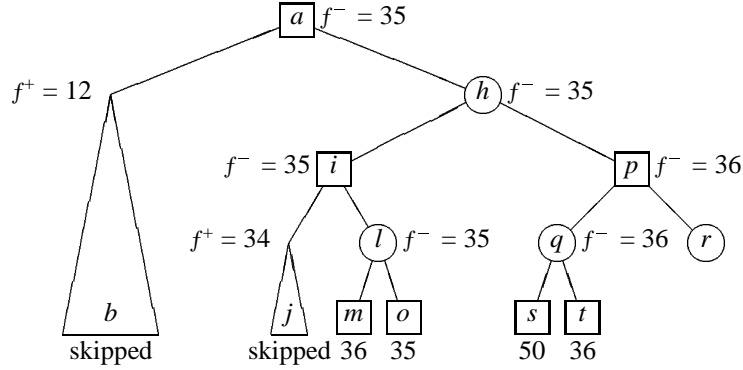 a f⁻ = 35
f⁺ = 12 h f⁻ = 35
f⁻ = 35 i p f⁻ = 36
f⁺ = 34 l f⁻ = 35 q f⁻ = 36 r
b j m o s t
skipped skipped 36 35 50 36